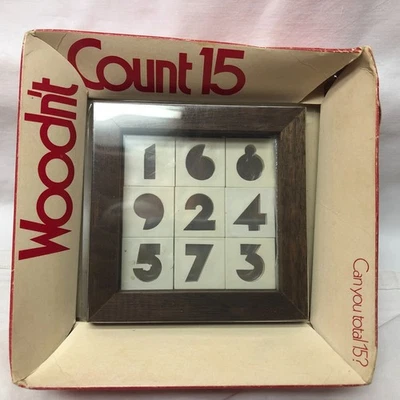 Woodn't
Count 15
1 6 8
9 2 4
5 7 3
Can you total 15?